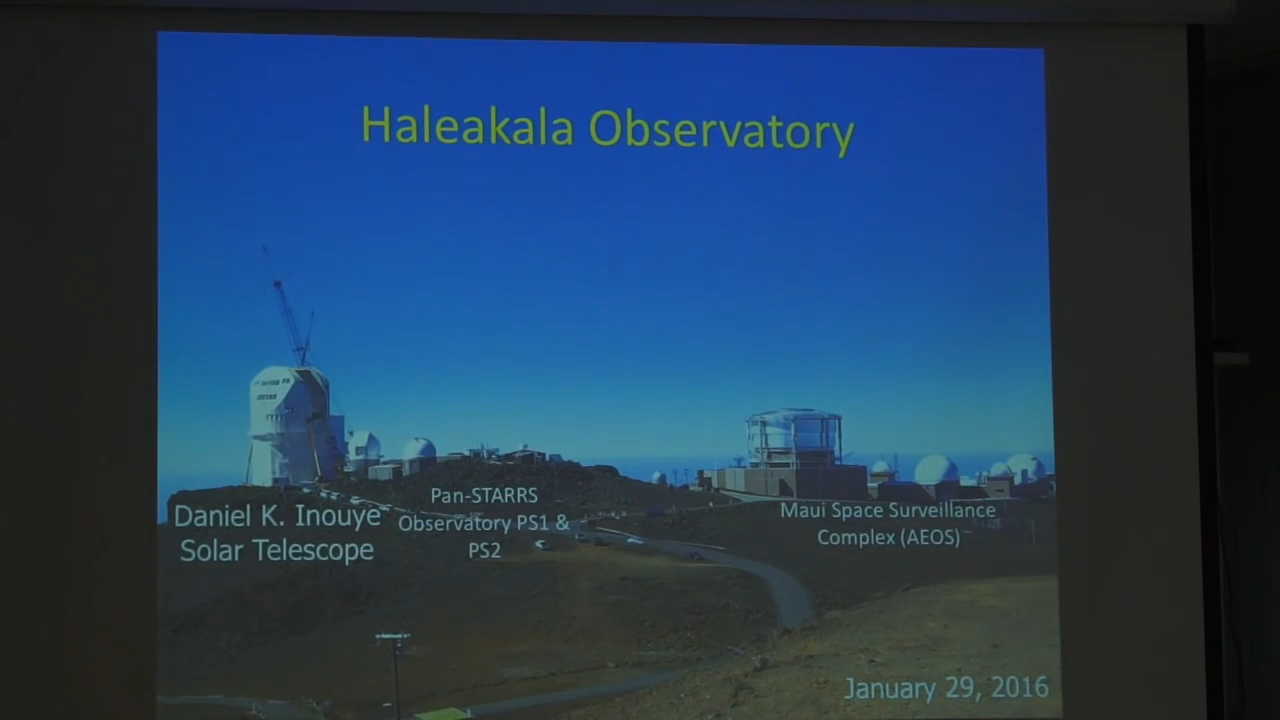 Haleakala Observatory
Daniel K. Inouye
Solar Telescope
Pan-STARRS
Observatory PS1 &
PS2
Maui Space Surveillance
Complex (AEOS)
January 29, 2016